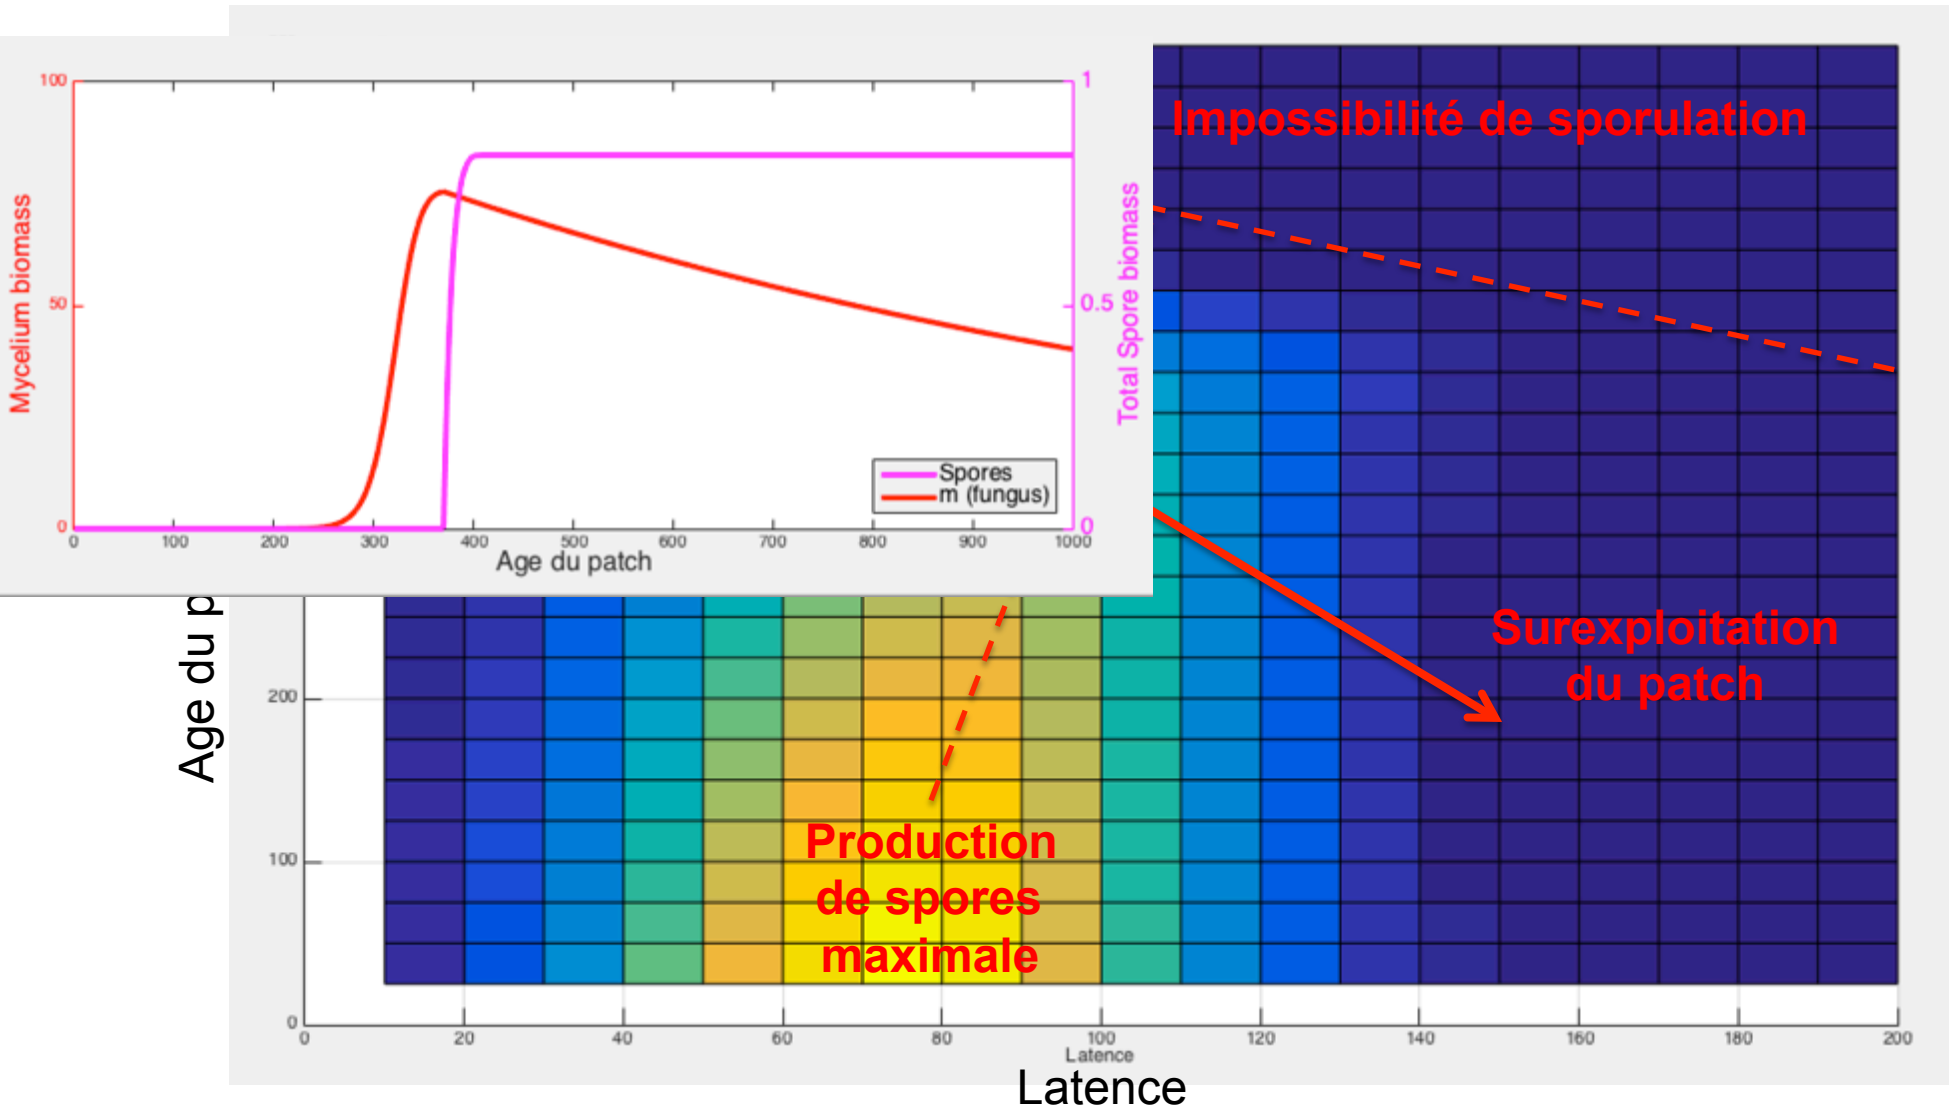 100
50
0
Mycelium biomass
1
0.5
0
Total Spore biomass
Spores
m (fungus)
0 100 200 300 400 500 600 700 800 900 1000
Age du patch
Impossibilité de sporulation
Surexploitation
du patch
Production
de spores
maximale
Age du p
200
100
0
0 20 40 60 80 100 120 140 160 180 200
Latence
Latence